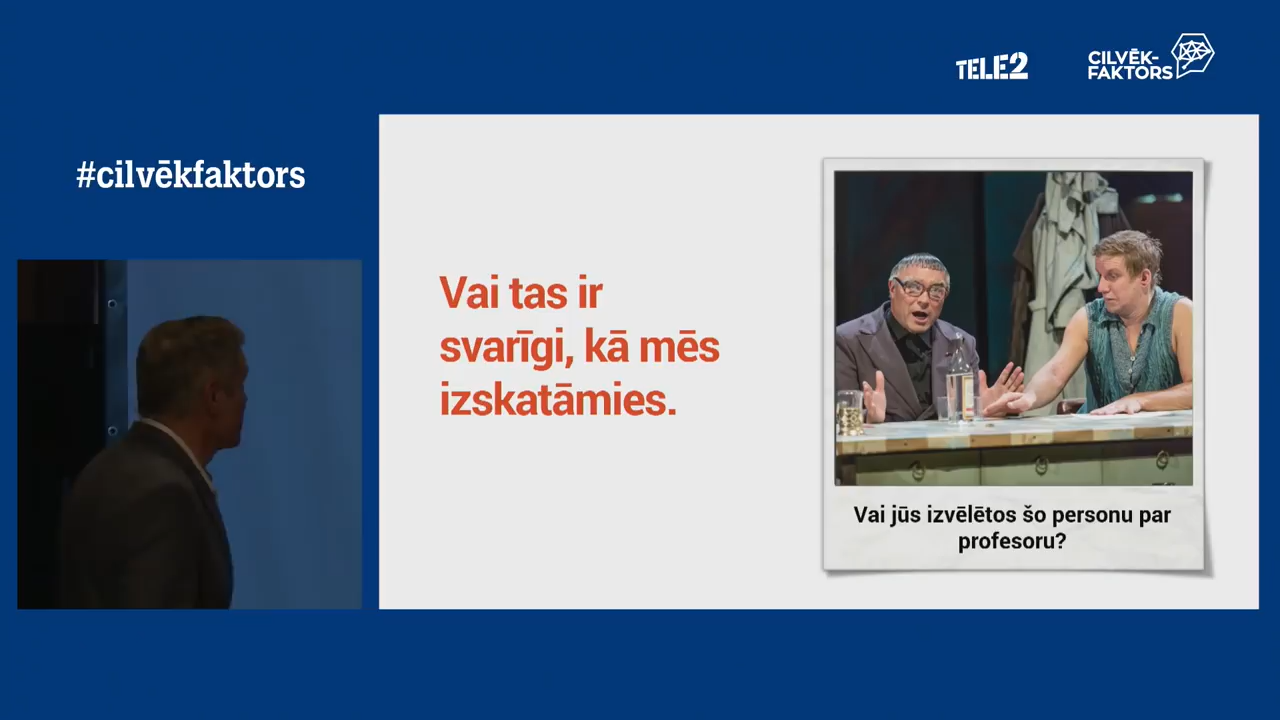 TELE2
CILVĒK-
FAKTORS
#cilvēkfaktors
Vai tas ir
svarīgi, kā mēs
izskatāmies.
Vai jūs izvēlētos šo personu par
profesoru?